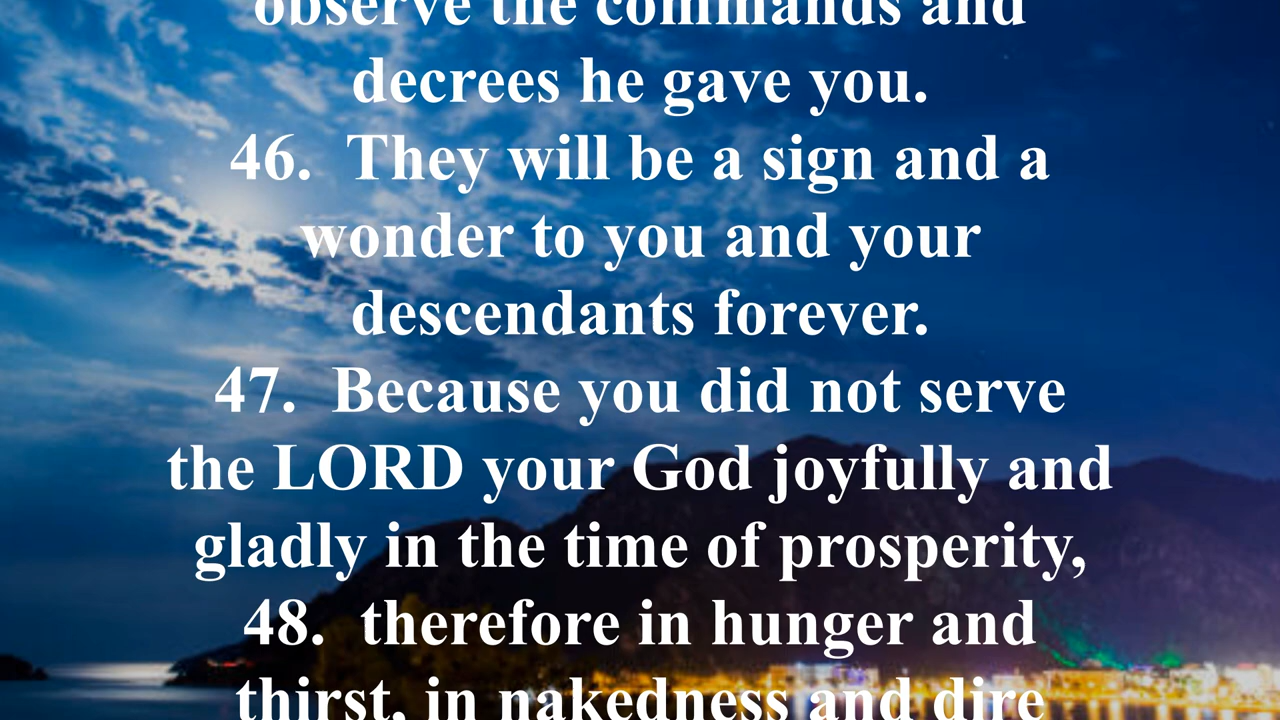 observe the commands and
decrees he gave you.
46. They will be a sign and a
wonder to you and your
descendants forever.
47. Because you did not serve
the LORD your God joyfully and
gladly in the time of prosperity,
48. therefore in hunger and
thirst, in nakedness and dire